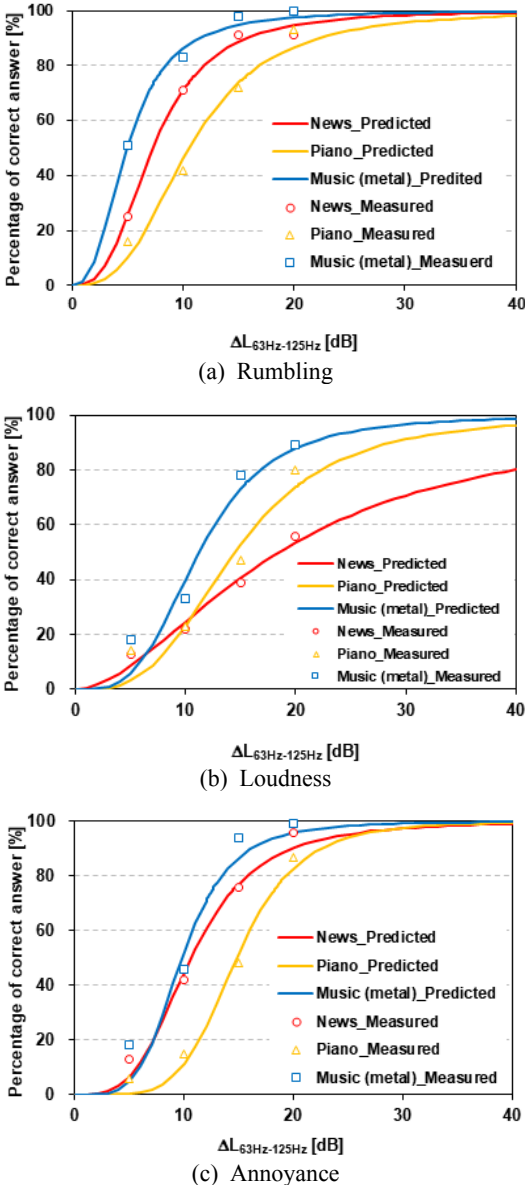 Percentage of correct answer [%]
100
80
60
40
20
0
News_Predicted
Piano_Predicted
Music (metal)_Predited
News_Measured
Piano_Measured
Music (metal)_Measuerd
0 10 20 30 40
ΔL63Hz-125Hz [dB]
(a) Rumbling
Percentage of correct answer [%]
100
80
60
40
20
0
News_Predicted
Piano_Predicted
Music (metal)_Predicted
News_Measured
Piano_Measured
Music (metal)_Measured
0 10 20 30 40
ΔL63Hz-125Hz [dB]
(b) Loudness
Percentage of correct answer [%]
100
80
60
40
20
0
News_Predicted
Piano_Predicted
Music (metal)_Predicted
News_Measured
Piano_Measured
Music (metal)_Measured
0 10 20 30 40
ΔL63Hz-125Hz [dB]
(c) Annoyance